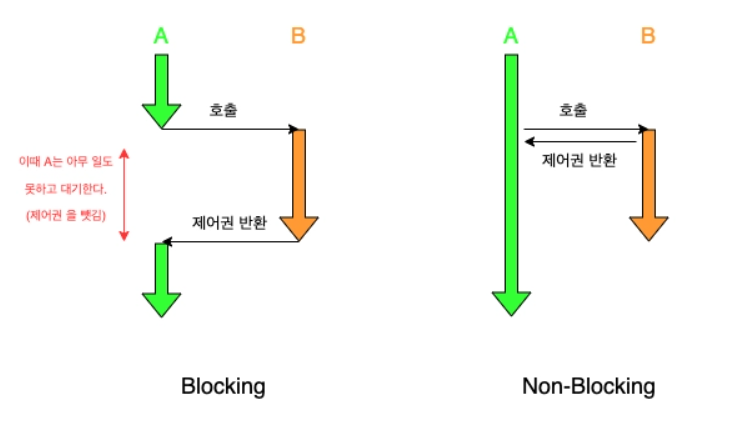 A
B
호출
이때 A는 아무 일도
못하고 대기한다.
(제어권 을 뺏김)
제어권 반환
Blocking
A
B
호출
제어권 반환
Non-Blocking